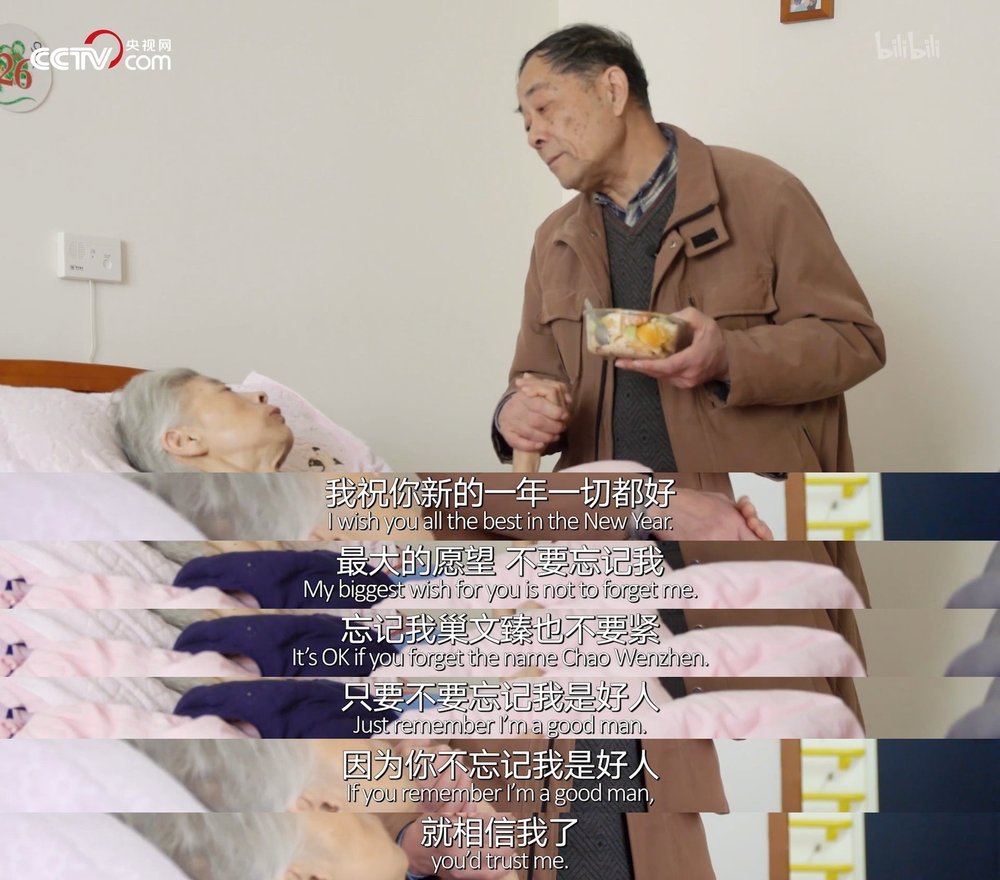 26
CCTV 央视网
com
bilibili
我祝你新的一年一切都好
I wish you all the best in the New Year.
最大的愿望 不要忘记我
My biggest wish for you is not to forget me.
忘记我巢文臻也不要紧
It's OK if you forget the name Chao Wenzhen.
只要不要忘记我是好人
Just remember I'm a good man.
因为你不忘记我是好人
If you remember I'm a good man,
就相信我了
you'd trust me.